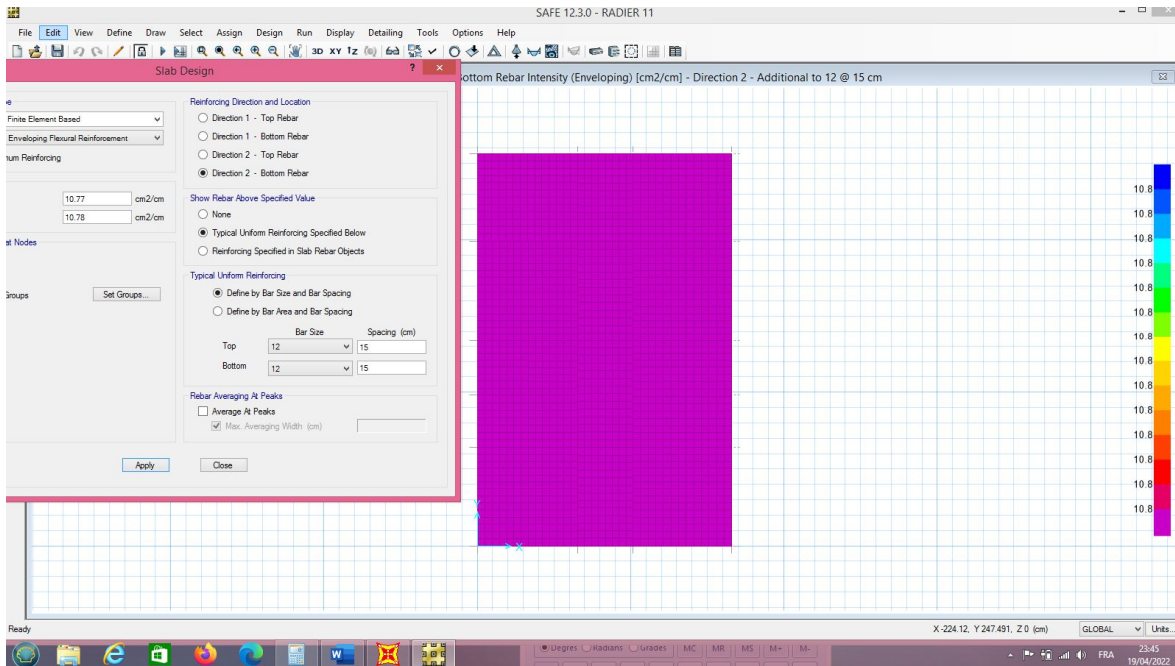 SAFE 12.3.0 - RADIER 11
File Edit View Define Draw Select Assign Design Run Display Detailing Tools Options Help
3D XY
Slab Design ? ×
Finite Element Based
Enveloping Flexural Reinforcement
Reinforcing
10.77 cm2/cm
10.78 cm2/cm
at Nodes
Groups Set Groups...
Reinforcing Direction and Location
Direction 1 - Top Rebar
Direction 1 - Bottom Rebar
Direction 2 - Top Rebar
Direction 2 - Bottom Rebar
Show Rebar Above Specified Value
None
Typical Uniform Reinforcing Specified Below
Reinforcing Specified in Slab Rebar Objects
Typical Uniform Reinforcing
Define by Bar Size and Bar Spacing
Define by Bar Area and Bar Spacing
Bar Size Spacing (cm)
Top 12 15
Bottom 12 15
Rebar Averaging At Peaks
Average At Peaks
Max. Averaging Width (cm)
Apply Close
ottom Rebar Intensity (Enveloping) [cm2/cm] - Direction 2 - Additional to 12 @ 15 cm
Y
X
10.8
10.8
10.8
10.8
10.8
10.8
10.8
10.8
10.8
10.8
10.8
10.8
10.8
10.8
Ready
X -224.12, Y 247.491, Z 0 (cm) GLOBAL Units...
Degres Radians Grades MC MR MS M+ M-
FRA
23:45
19/04/2022